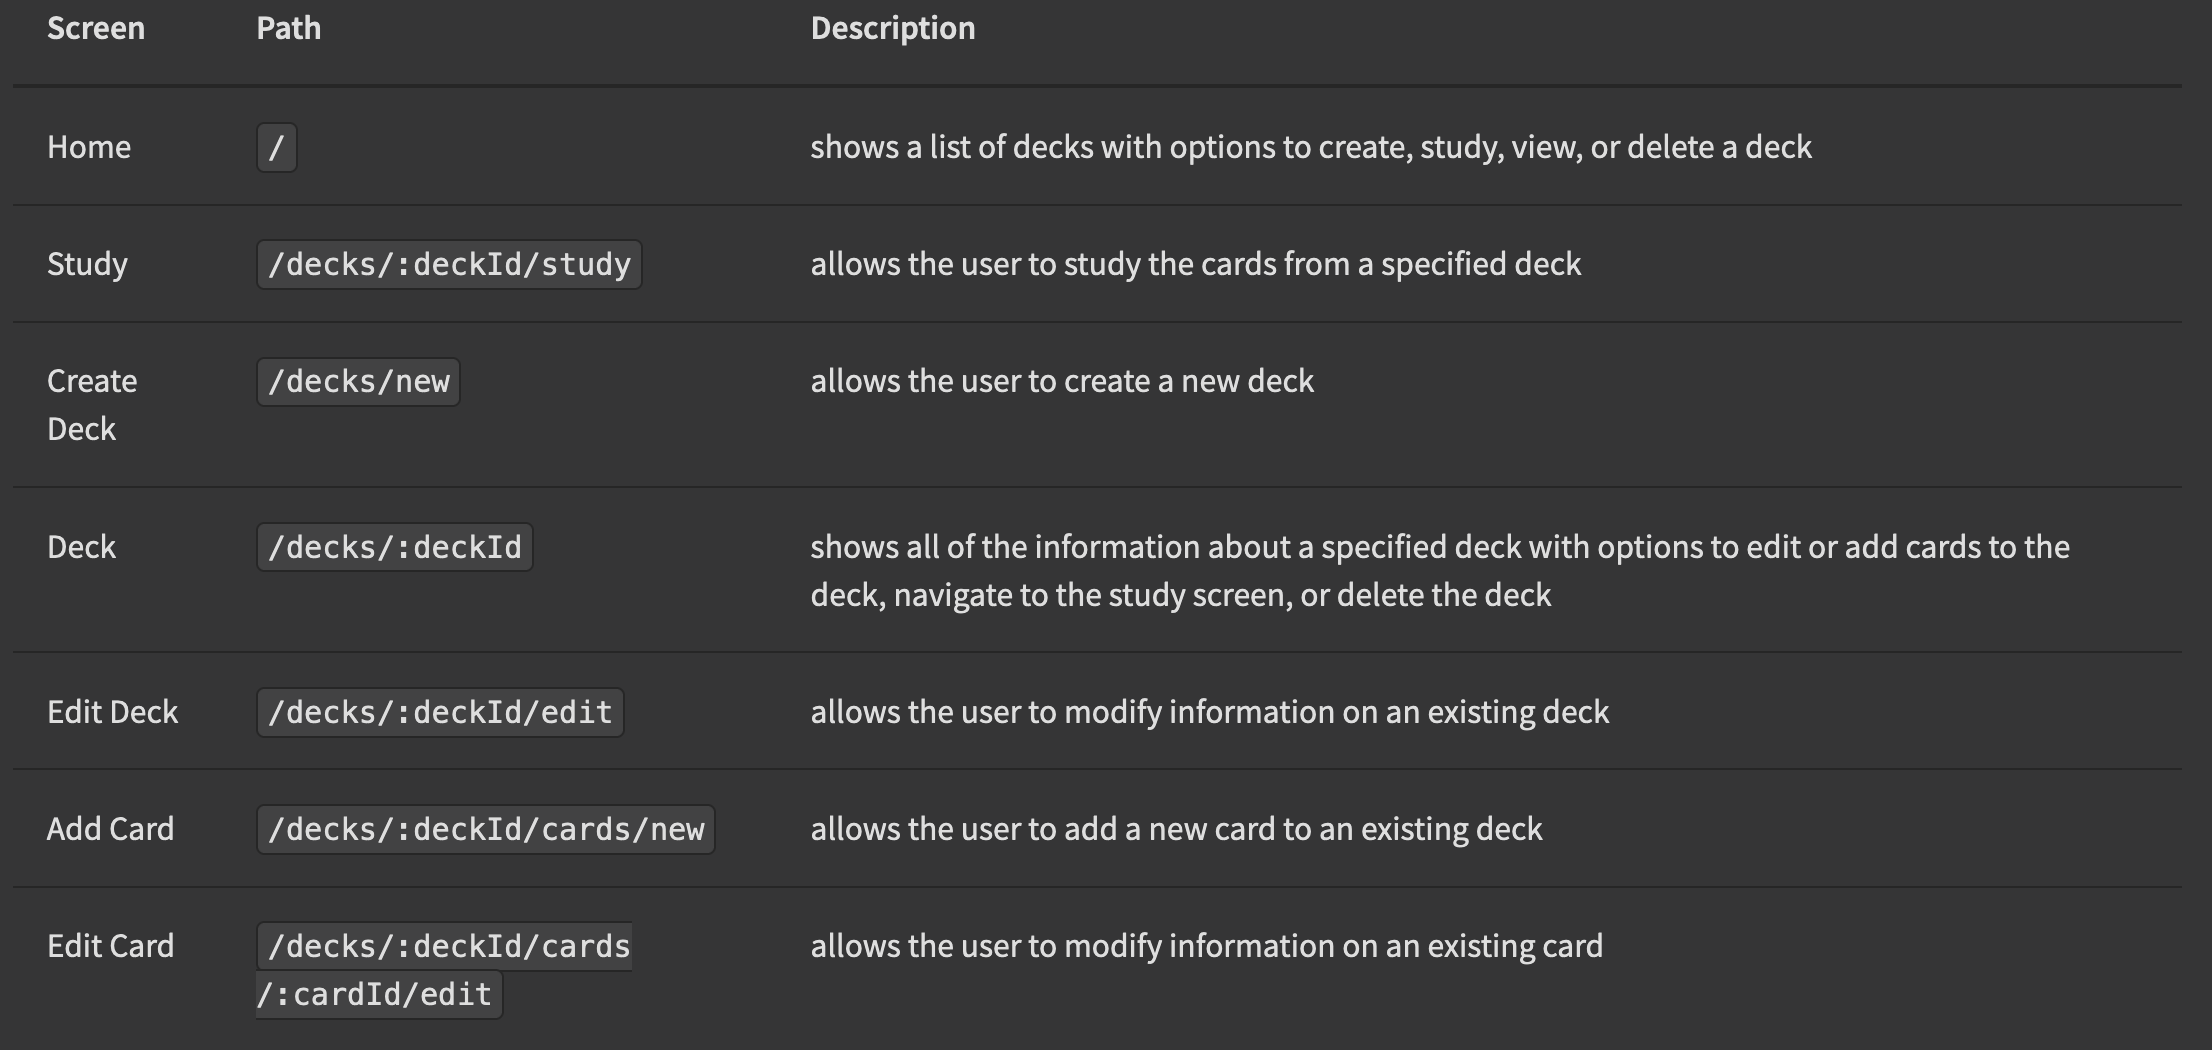 Screen Path Description
Home / shows a list of decks with options to create, study, view, or delete a deck
Study /decks/:deckId/study allows the user to study the cards from a specified deck
Create /decks/new allows the user to create a new deck
Deck
Deck /decks/:deckId shows all of the information about a specified deck with options to edit or add cards to the
deck, navigate to the study screen, or delete the deck
Edit Deck /decks/:deckId/edit allows the user to modify information on an existing deck
Add Card /decks/:deckId/cards/new allows the user to add a new card to an existing deck
Edit Card /decks/:deckId/cards allows the user to modify information on an existing card
/:cardId/edit